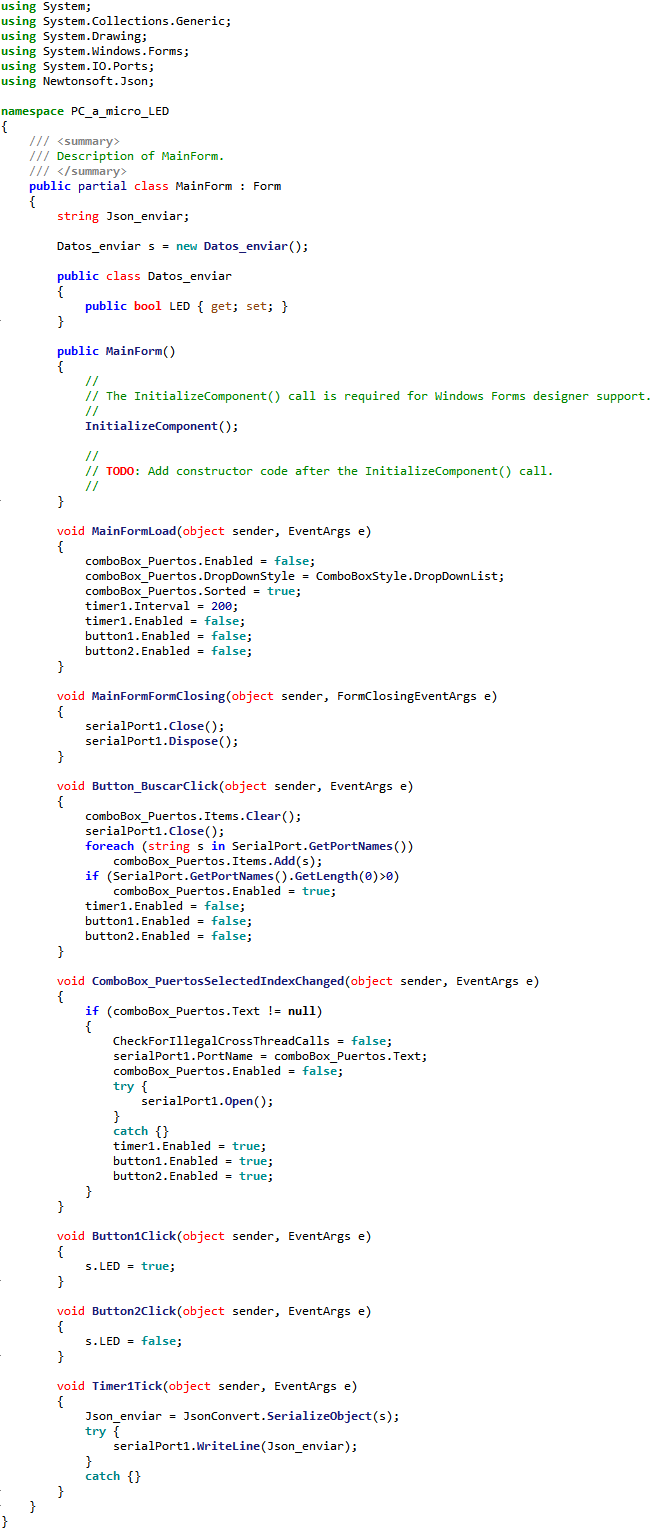 using System;
using System.Collections.Generic;
using System.Drawing;
using System.Windows.Forms;
using System.IO.Ports;
using Newtonsoft.Json;

namespace PC_a_micro_LED
{
    /// <summary>
    /// Description of MainForm.
    /// </summary>
    public partial class MainForm : Form
    {
        string Json_enviar;

        Datos_enviar s = new Datos_enviar();

        public class Datos_enviar
        {
            public bool LED { get; set; }
        }

        public MainForm()
        {
            //
            // The InitializeComponent() call is required for Windows Forms designer support.
            //
            InitializeComponent();

            //
            // TODO: Add constructor code after the InitializeComponent() call.
            //
        }

        void MainFormLoad(object sender, EventArgs e)
        {
            comboBox_Puertos.Enabled = false;
            comboBox_Puertos.DropDownStyle = ComboBoxStyle.DropDownList;
            comboBox_Puertos.Sorted = true;
            timer1.Interval = 200;
            timer1.Enabled = false;
            button1.Enabled = false;
            button2.Enabled = false;
        }

        void MainFormFormClosing(object sender, FormClosingEventArgs e)
        {
            serialPort1.Close();
            serialPort1.Dispose();
        }

        void Button_BuscarClick(object sender, EventArgs e)
        {
            comboBox_Puertos.Items.Clear();
            serialPort1.Close();
            foreach (string s in SerialPort.GetPortNames())
                comboBox_Puertos.Items.Add(s);
            if (SerialPort.GetPortNames().GetLength(0)>0)
                comboBox_Puertos.Enabled = true;
            timer1.Enabled = false;
            button1.Enabled = false;
            button2.Enabled = false;
        }

        void ComboBox_PuertosSelectedIndexChanged(object sender, EventArgs e)
        {
            if (comboBox_Puertos.Text != null)
            {
                CheckForIllegalCrossThreadCalls = false;
                serialPort1.PortName = comboBox_Puertos.Text;
                comboBox_Puertos.Enabled = false;
                try {
                    serialPort1.Open();
                }
                catch {}
                timer1.Enabled = true;
                button1.Enabled = true;
                button2.Enabled = true;
            }
        }

        void Button1Click(object sender, EventArgs e)
        {
            s.LED = true;
        }

        void Button2Click(object sender, EventArgs e)
        {
            s.LED = false;
        }

        void Timer1Tick(object sender, EventArgs e)
        {
            Json_enviar = JsonConvert.SerializeObject(s);
            try {
                serialPort1.WriteLine(Json_enviar);
            }
            catch {}
        }
    }
}